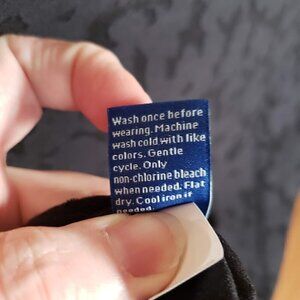 Wash once before
wearing. Machine
wash cold with like
colors. Gentle
cycle. Only
non-chlorine bleach
when needed. Flat
dry. Cool iron if
needed.